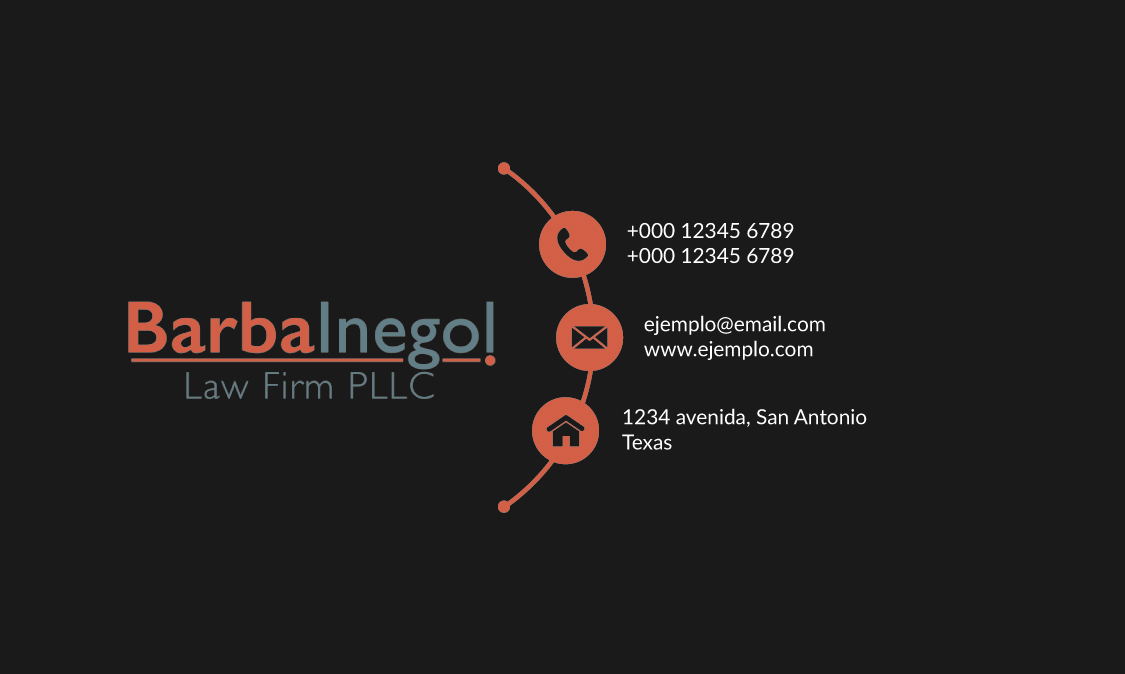 BarbaInego!
Law Firm PLLC
+000 12345 6789
+000 12345 6789
ejemplo@email.com
www.ejemplo.com
1234 avenida, San Antonio
Texas